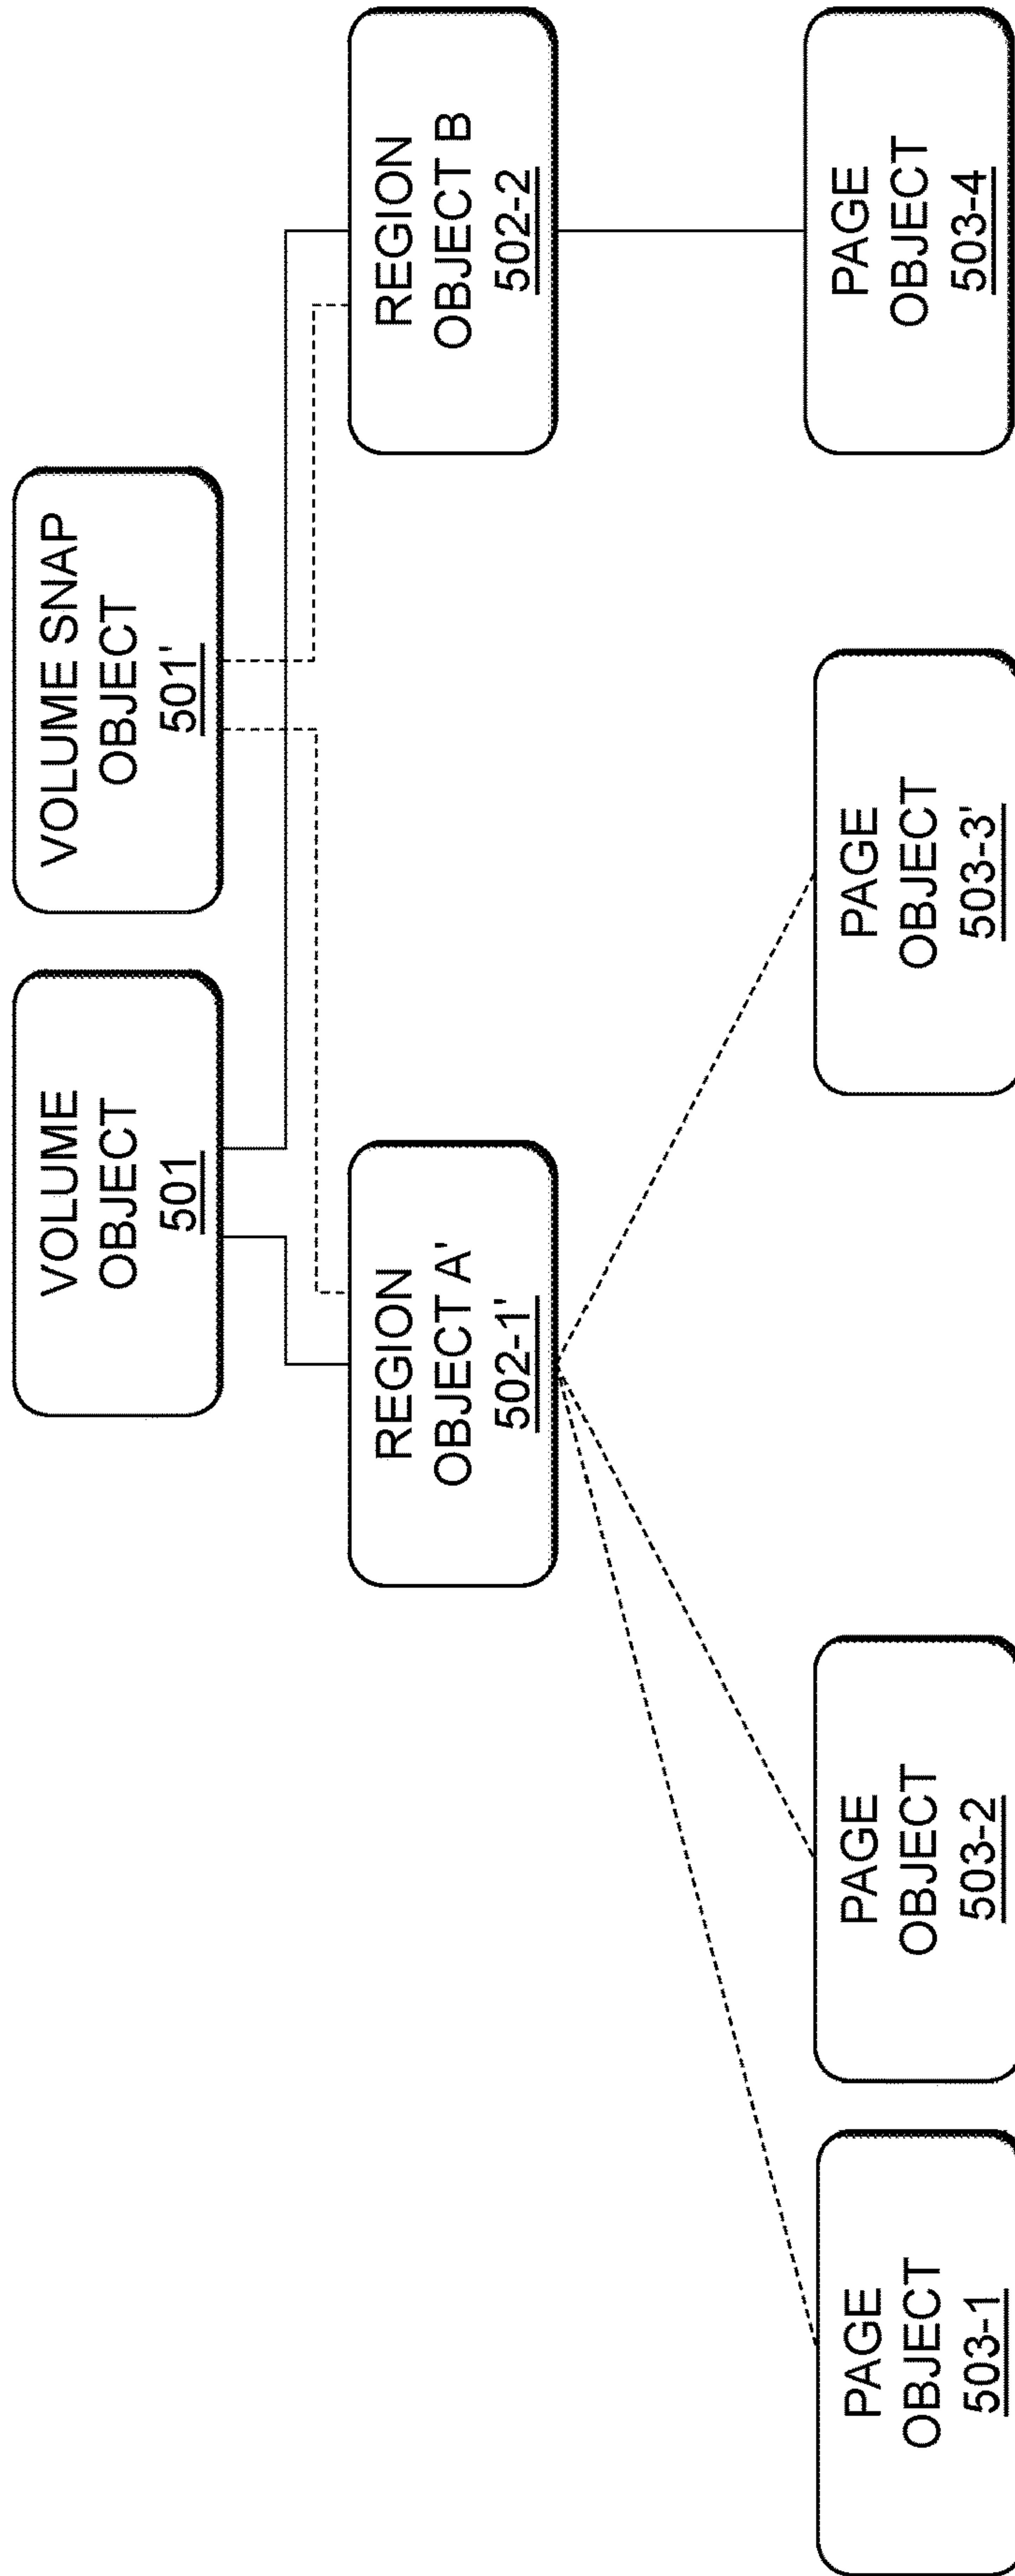 VOLUME
OBJECT
501
VOLUME SNAP
OBJECT
501'
REGION
OBJECT A'
502-1'
REGION
OBJECT B
502-2
PAGE
OBJECT
503-1
PAGE
OBJECT
503-2
PAGE
OBJECT
503-3'
PAGE
OBJECT
503-4